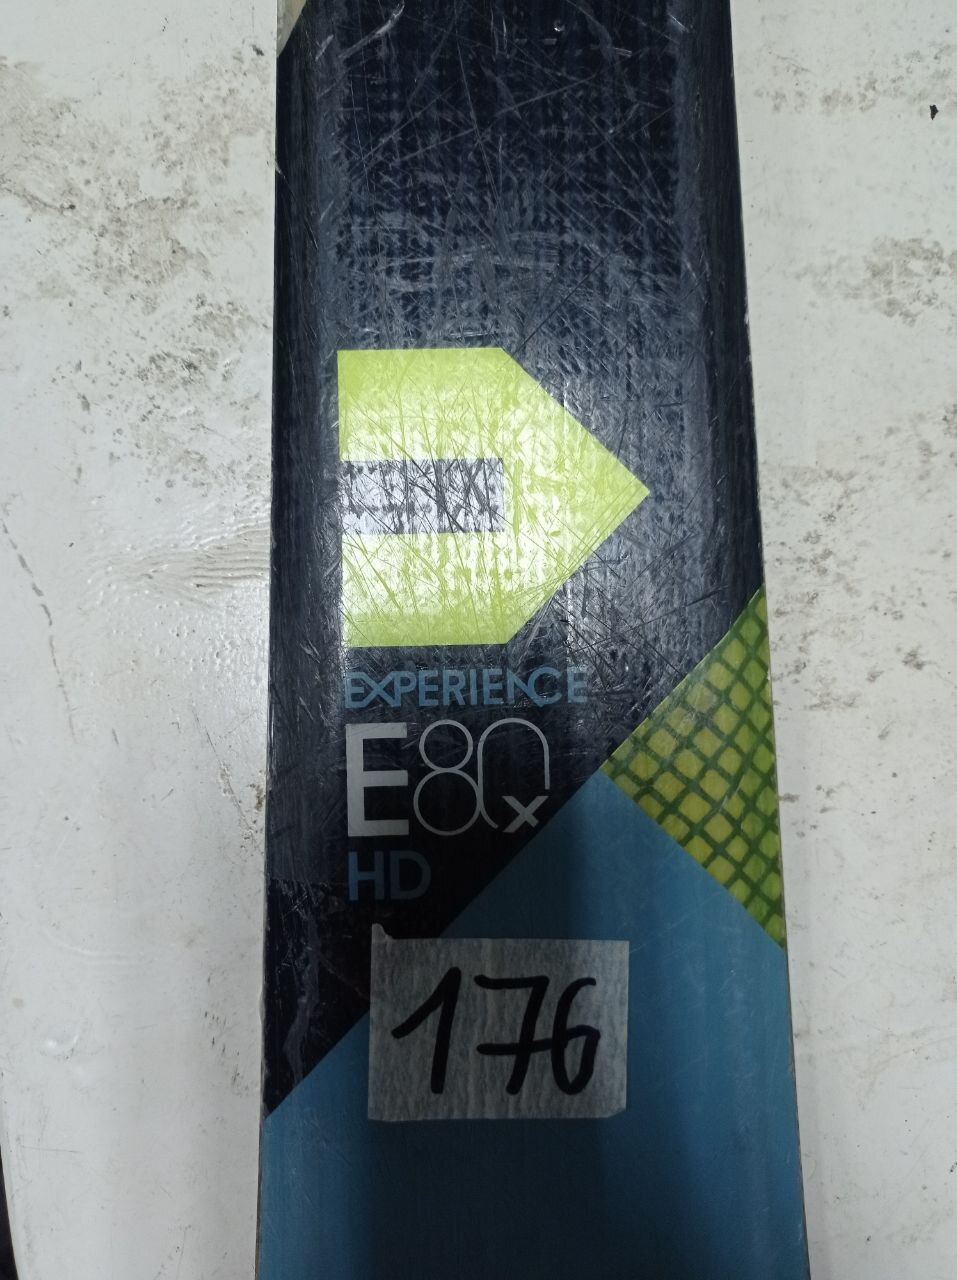 EXPERIENCE
E80x
HD
176